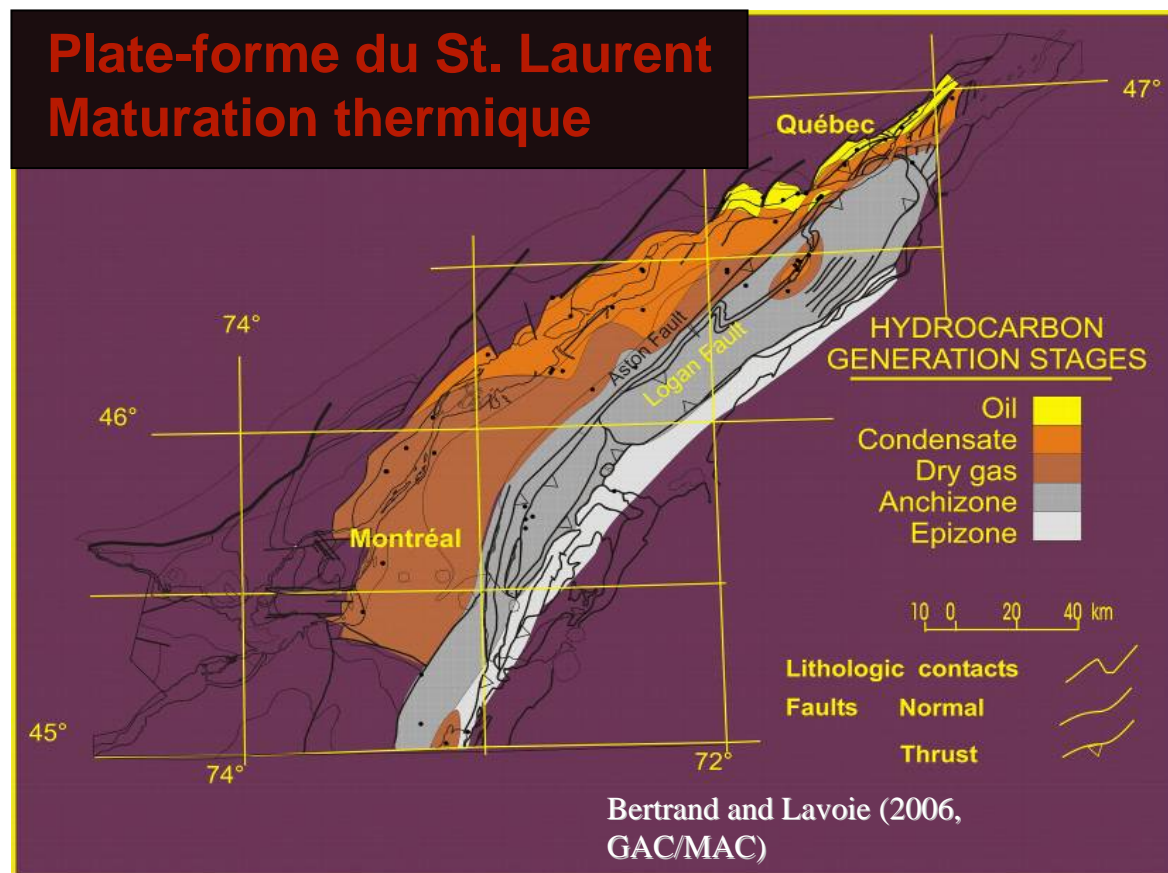 Plate-forme du St. Laurent
Maturation thermique
47°
Québec
74°
HYDROCARBON
GENERATION STAGES
Aston Fault
Logan Fault
46°
Oil
Condensate
Dry gas
Anchizone
Epizone
Montréal
10 0 20 40 km
Lithologic contacts
Faults Normal
Thrust
45°
74°
72°
Bertrand and Lavoie (2006,
GAC/MAC)